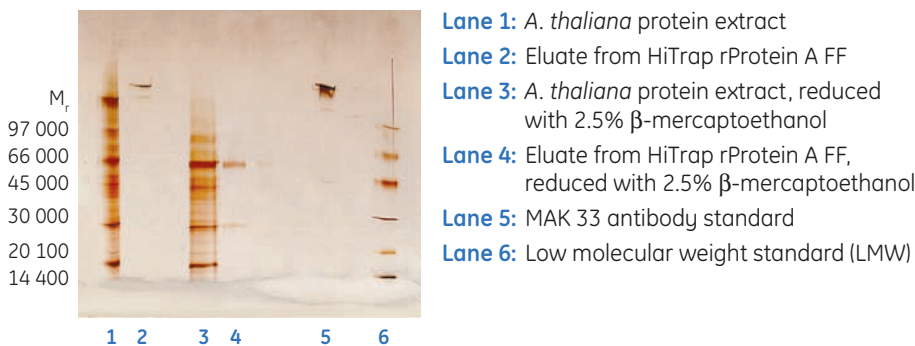 M r
97 000
66 000
45 000
30 000
20 100
14 400
1 2 3 4 5 6
Lane 1: A. thaliana protein extract
Lane 2: Eluate from HiTrap rProtein A FF
Lane 3: A. thaliana protein extract, reduced
with 2.5% β-mercaptoethanol
Lane 4: Eluate from HiTrap rProtein A FF,
reduced with 2.5% β-mercaptoethanol
Lane 5: MAK 33 antibody standard
Lane 6: Low molecular weight standard (LMW)